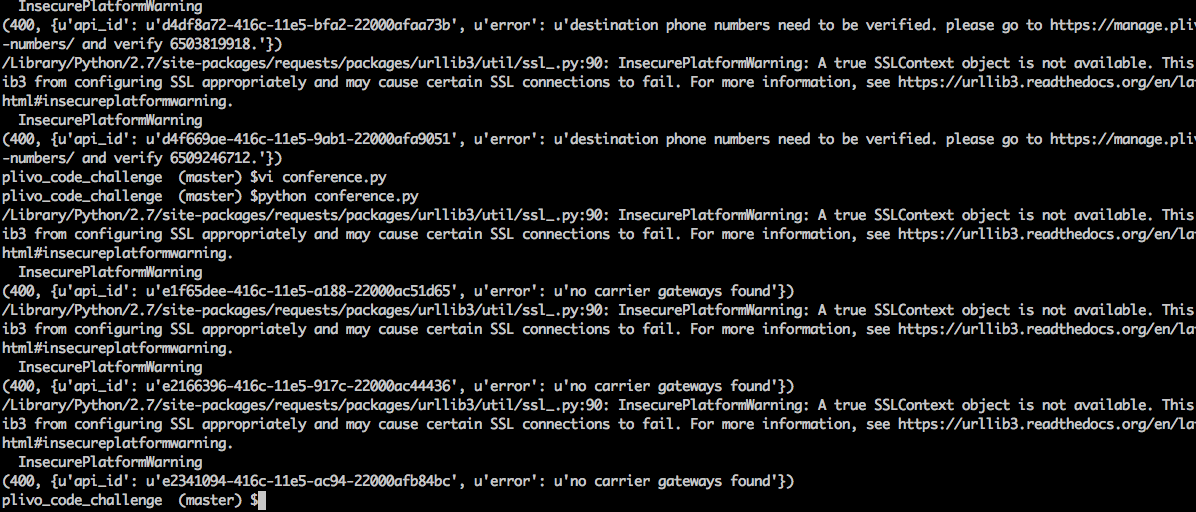 InsecurePlatformWarning
(400, {u'api_id': u'd4df8a72-416c-11e5-bfa2-22000afaa73b', u'error': u'destination phone numbers need to be verified. please go to https://manage.pliv
-numbers/ and verify 6503819918.'})
/Library/Python/2.7/site-packages/requests/packages/urllib3/util/ssl_.py:90: InsecurePlatformWarning: A true SSLContext object is not available. This
ib3 from configuring SSL appropriately and may cause certain SSL connections to fail. For more information, see https://urllib3.readthedocs.org/en/lat
html#insecureplatformwarning.
  InsecurePlatformWarning
(400, {u'api_id': u'd4f669ae-416c-11e5-9ab1-22000afa9051', u'error': u'destination phone numbers need to be verified. please go to https://manage.pliv
-numbers/ and verify 6509246712.'})
plivo_code_challenge  (master) $vi conference.py
plivo_code_challenge  (master) $python conference.py
/Library/Python/2.7/site-packages/requests/packages/urllib3/util/ssl_.py:90: InsecurePlatformWarning: A true SSLContext object is not available. This
ib3 from configuring SSL appropriately and may cause certain SSL connections to fail. For more information, see https://urllib3.readthedocs.org/en/lat
html#insecureplatformwarning.
  InsecurePlatformWarning
(400, {u'api_id': u'e1f65dee-416c-11e5-a188-22000ac51d65', u'error': u'no carrier gateways found'})
/Library/Python/2.7/site-packages/requests/packages/urllib3/util/ssl_.py:90: InsecurePlatformWarning: A true SSLContext object is not available. This
ib3 from configuring SSL appropriately and may cause certain SSL connections to fail. For more information, see https://urllib3.readthedocs.org/en/lat
html#insecureplatformwarning.
  InsecurePlatformWarning
(400, {u'api_id': u'e2166396-416c-11e5-917c-22000ac44436', u'error': u'no carrier gateways found'})
/Library/Python/2.7/site-packages/requests/packages/urllib3/util/ssl_.py:90: InsecurePlatformWarning: A true SSLContext object is not available. This
ib3 from configuring SSL appropriately and may cause certain SSL connections to fail. For more information, see https://urllib3.readthedocs.org/en/lat
html#insecureplatformwarning.
  InsecurePlatformWarning
(400, {u'api_id': u'e2341094-416c-11e5-ac94-22000afb84bc', u'error': u'no carrier gateways found'})
plivo_code_challenge  (master) $